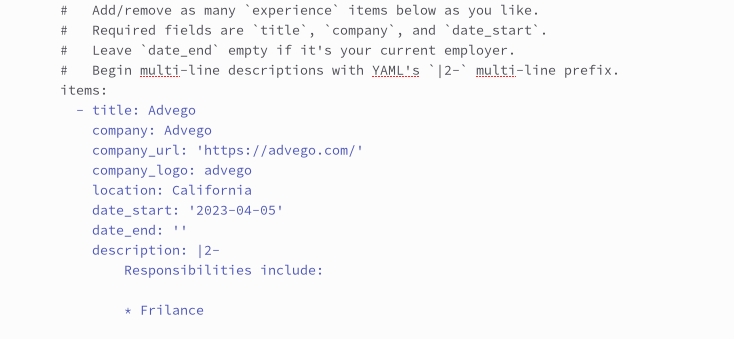 #   Add/remove as many `experience` items below as you like.
#   Required fields are `title`, `company`, and `date_start`.
#   Leave `date_end` empty if it's your current employer.
#   Begin multi-line descriptions with YAML's `|2-` multi-line prefix.
items:
  - title: Advego
    company: Advego
    company_url: 'https://advego.com/'
    company_logo: advego
    location: California
    date_start: '2023-04-05'
    date_end: ''
    description: |2-
        Responsibilities include:

        * Frilance